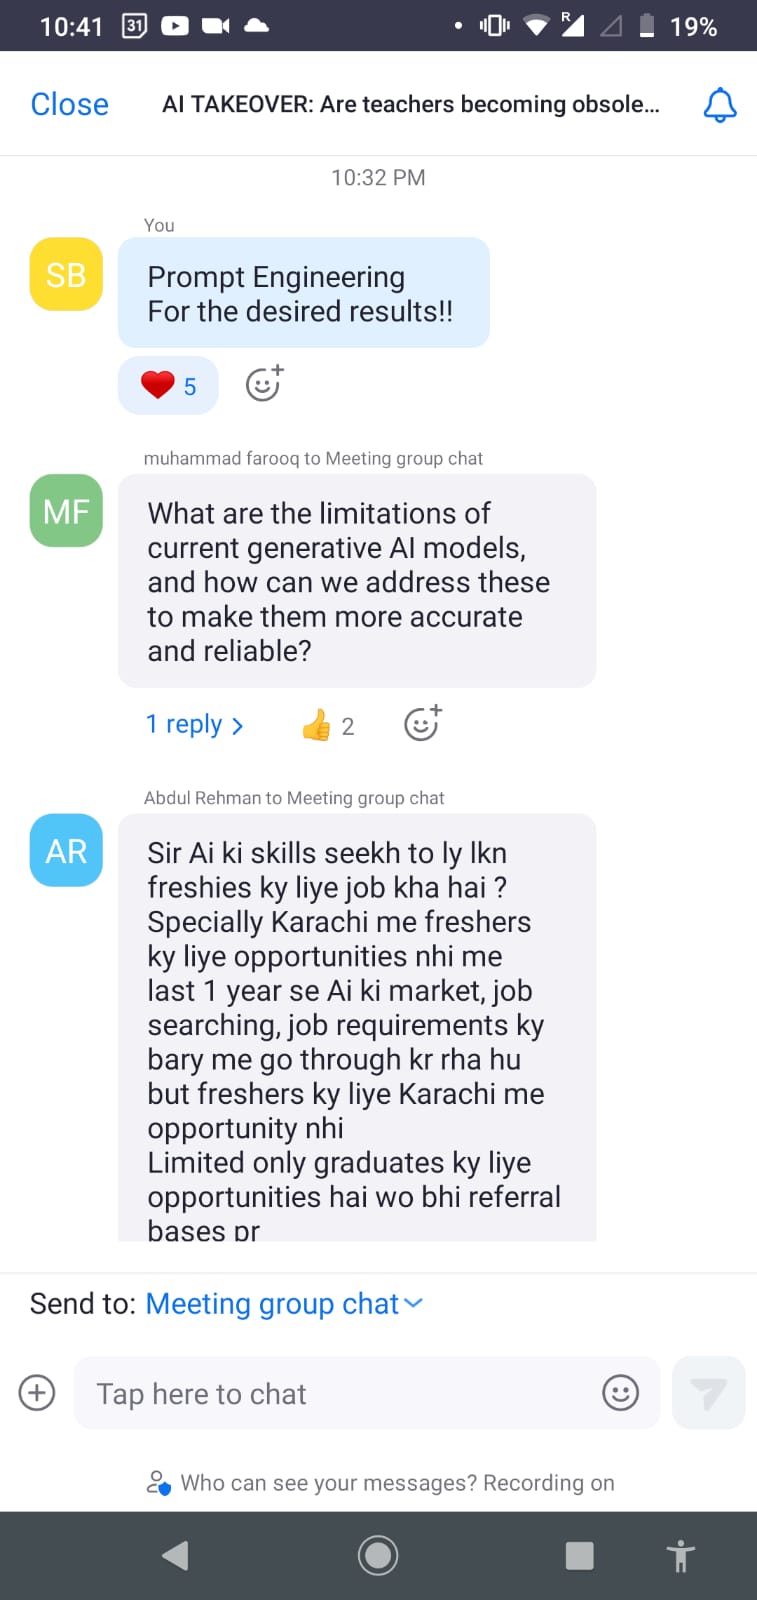 10:41 31 R 19%
Close AI TAKEOVER: Are teachers becoming obsole...
10:32 PM
You
SB
Prompt Engineering
For the desired results!!
5
muhammad farooq to Meeting group chat
MF
What are the limitations of
current generative AI models,
and how can we address these
to make them more accurate
and reliable?
1 reply > 2
Abdul Rehman to Meeting group chat
AR
Sir Ai ki skills seekh to ly lkn
freshies ky liye job kha hai ?
Specially Karachi me freshers
ky liye opportunities nhi me
last 1 year se Ai ki market, job
searching, job requirements ky
bary me go through kr rha hu
but freshers ky liye Karachi me
opportunity nhi
Limited only graduates ky liye
opportunities hai wo bhi referral
bases pr
Send to: Meeting group chat
Tap here to chat
Who can see your messages? Recording on